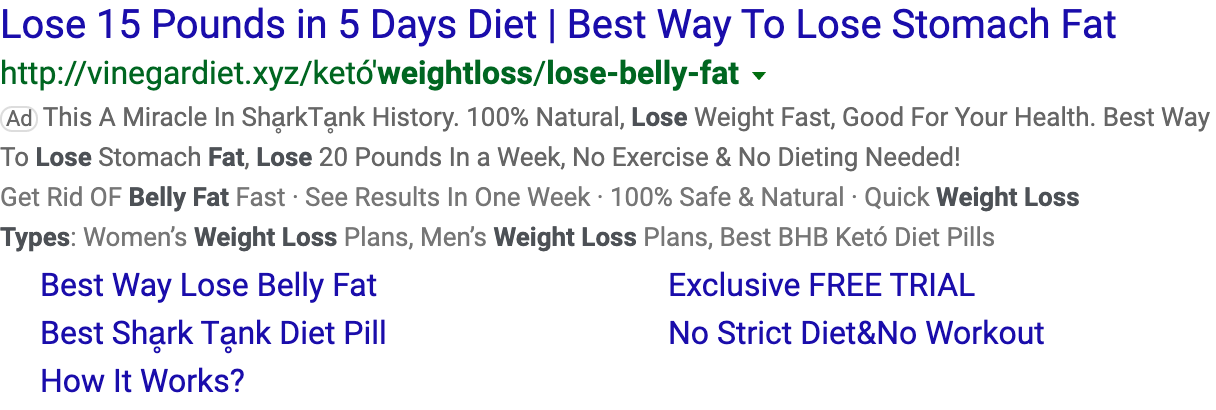 Lose 15 Pounds in 5 Days Diet | Best Way To Lose Stomach Fat
http://vinegardiet.xyz/ketó'weightloss/lose-belly-fat
Ad This A Miracle In Shḁrk​Tḁnk History. 100% Natural, Lose Weight Fast, Good For Your Health. Best Way
To Lose Stomach Fat, Lose 20 Pounds In a Week, No Exercise & No Dieting Needed!
Get Rid OF Belly Fat Fast · See Results In One Week · 100% Safe & Natural · Quick Weight Loss
Types: Women’s Weight Loss Plans, Men’s Weight Loss Plans, Best BHB Ketó Diet Pills
Best Way Lose Belly Fat
Exclusive FREE TRIAL
Best Shḁrk Tḁnk Diet Pill
No Strict Diet&No Workout
How It Works?